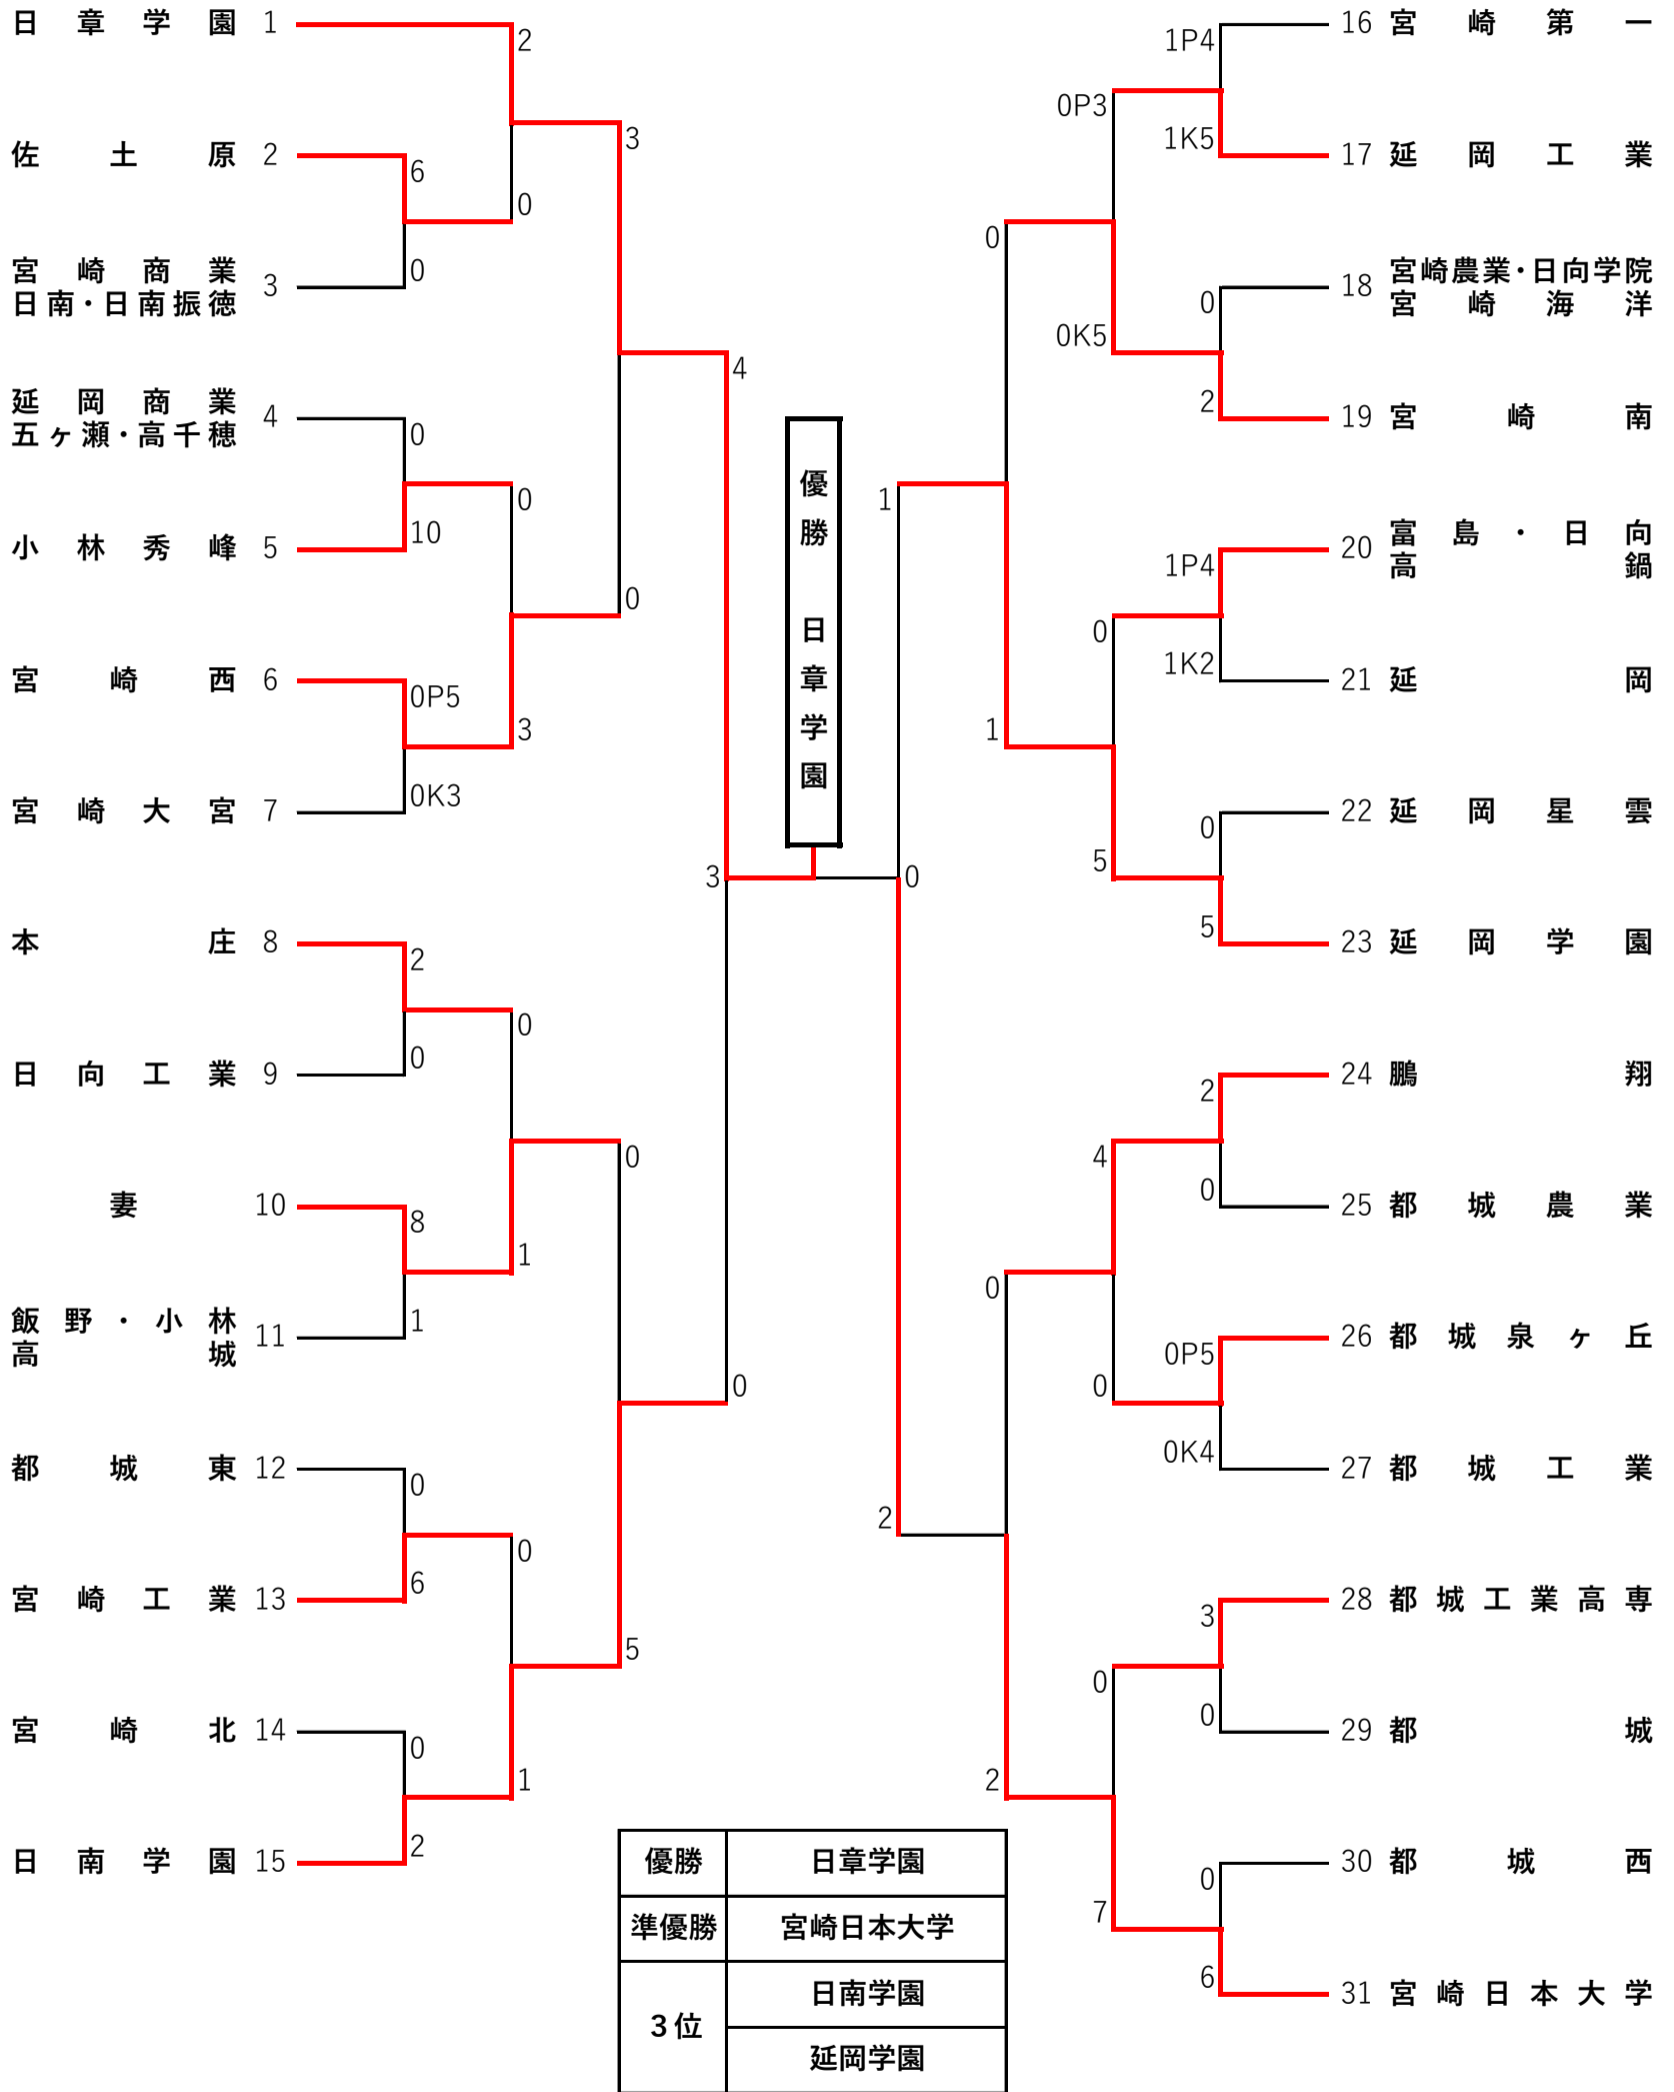 日章学園 1
佐土原 2
宮崎商業
日南・日南振徳 3
延岡商業
五ヶ瀬・高千穂 4
小林秀峰 5
宮崎西 6
宮崎大宮 7
本庄 8
日向工業 9
妻 10
飯野・小林
高城 11
都城東 12
宮崎工業 13
宮崎北 14
日南学園 15
6
0
0
10
0P5
0K3
2
0
8
1
0
6
0
2
2
0
0
3
0
1
0
1
3
0
0
5
4
0
3
優勝 日章学園
0
1
2
0
1
0
2
0P3
0K5
0
5
4
0
0
7
1P4
1K5
0
2
1P4
1K2
0
5
2
0
0P5
0K4
3
0
0
6
16 宮崎第一
17 延岡工業
18 宮崎農業・日向学院
宮崎海洋
19 宮崎南
20 富島・日向
高鍋
21 延岡
22 延岡星雲
23 延岡学園
24 鵬翔
25 都城農業
26 都城泉ヶ丘
27 都城工業
28 都城工業高専
29 都城
30 都城西
31 宮崎日本大学
優勝 日章学園
準優勝 宮崎日本大学
３位 日南学園
延岡学園